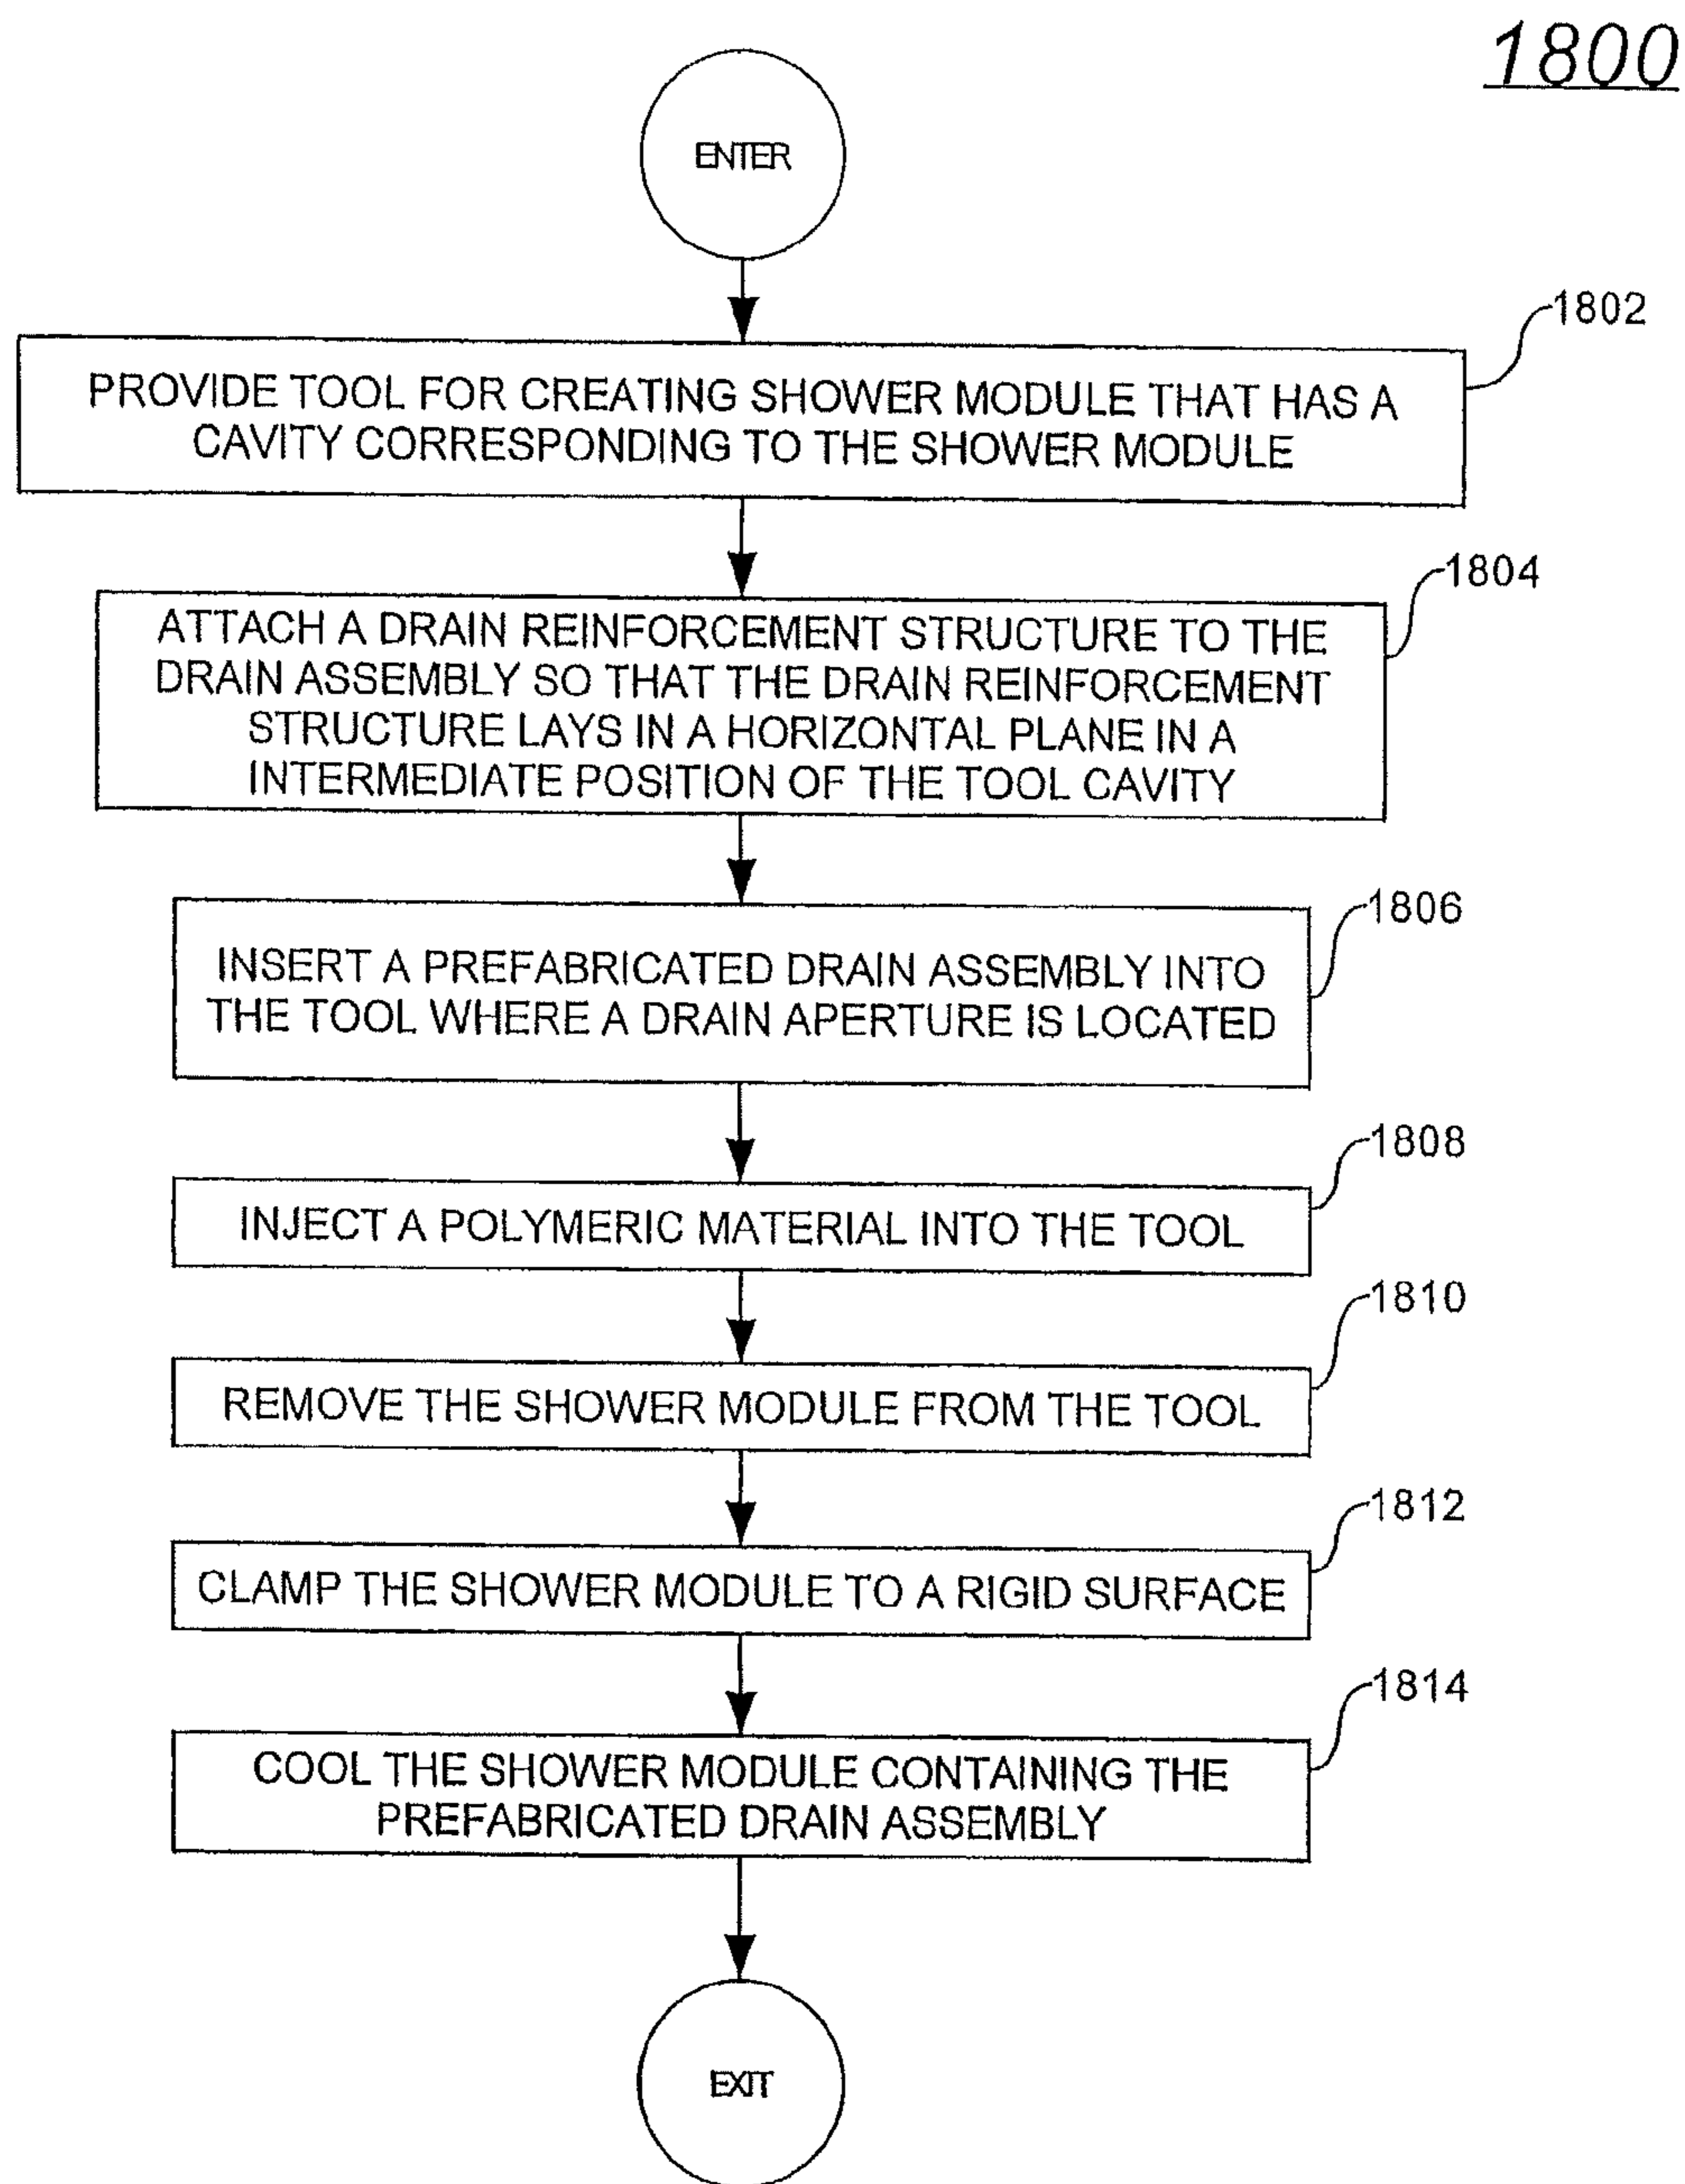 1800
ENTER
1802
PROVIDE TOOL FOR CREATING SHOWER MODULE THAT HAS A
CAVITY CORRESPONDING TO THE SHOWER MODULE
1804
ATTACH A DRAIN REINFORCEMENT STRUCTURE TO THE
DRAIN ASSEMBLY SO THAT THE DRAIN REINFORCEMENT
STRUCTURE LAYS IN A HORIZONTAL PLANE IN A
INTERMEDIATE POSITION OF THE TOOL CAVITY
1806
INSERT A PREFABRICATED DRAIN ASSEMBLY INTO
THE TOOL WHERE A DRAIN APERTURE IS LOCATED
1808
INJECT A POLYMERIC MATERIAL INTO THE TOOL
1810
REMOVE THE SHOWER MODULE FROM THE TOOL
1812
CLAMP THE SHOWER MODULE TO A RIGID SURFACE
1814
COOL THE SHOWER MODULE CONTAINING THE
PREFABRICATED DRAIN ASSEMBLY
EXIT